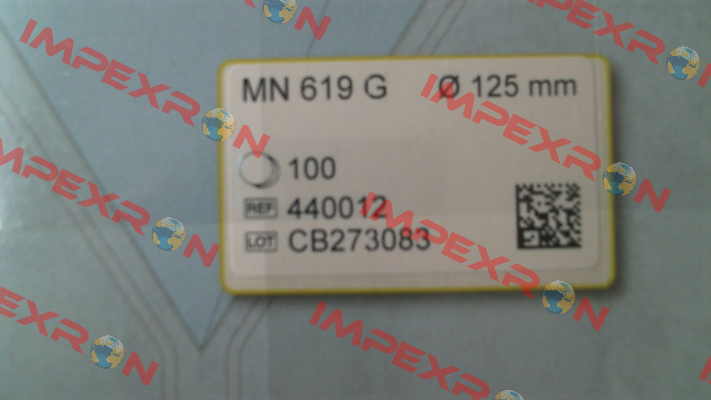 IMPEXRON
MN 619 G Ø 125 mm
100
REF 440012
LOT CB273083
IMPEXRON
IMPEXRON
IMPEXRON
IMPEXRON